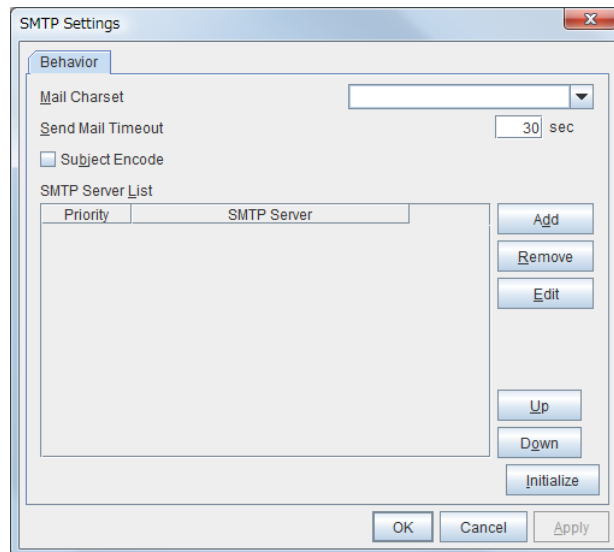 SMTP Settings
Behavior
Mail Charset
Send Mail Timeout 30 sec
Subject Encode
SMTP Server List
Priority SMTP Server
Add
Remove
Edit
Up
Down
Initialize
OK Cancel Apply